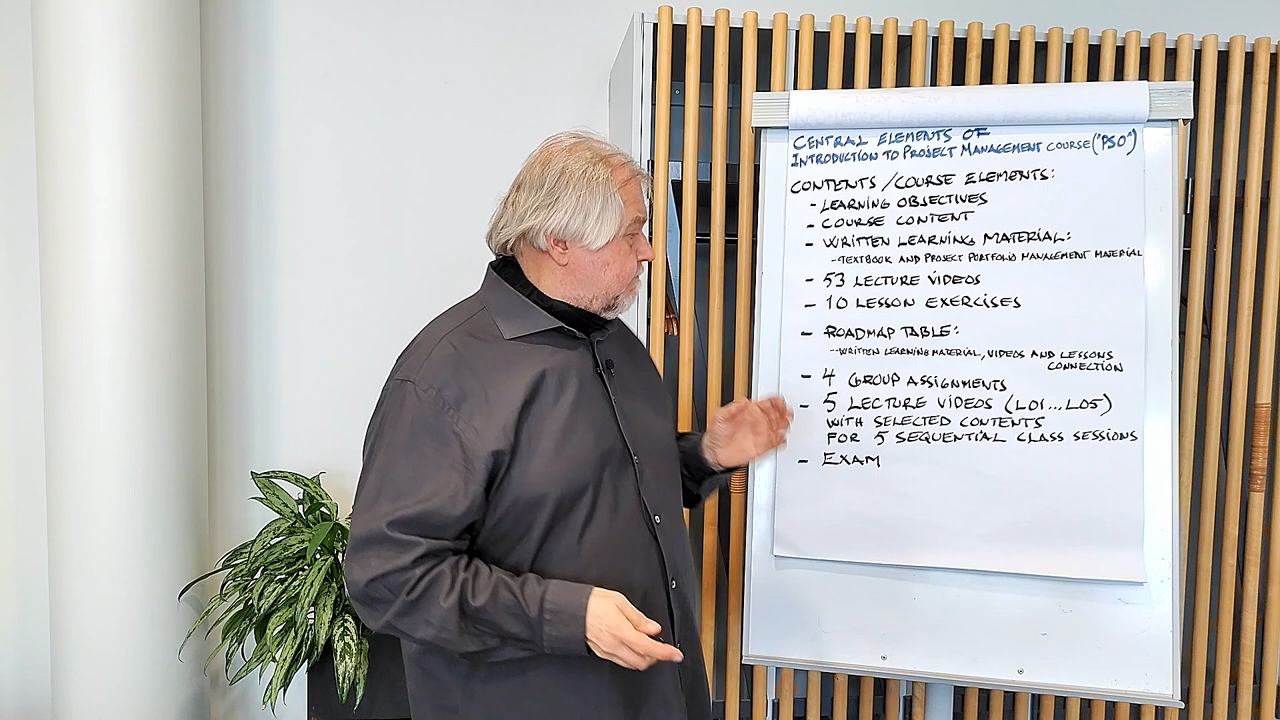 CENTRAL ELEMENTS OF
INTRODUCTION TO PROJECT MANAGEMENT COURSE ("PSO")
CONTENTS / COURSE ELEMENTS:
- LEARNING OBJECTIVES
- COURSE CONTENT
- WRITTEN LEARNING MATERIAL:
- TEXTBOOK AND PROJECT PORTFOLIO MANAGEMENT MATERIAL
- 53 LECTURE VIDEOS
- 10 LESSON EXERCISES
- ROADMAP TABLE:
- WRITTEN LEARNING MATERIAL, VIDEOS AND LESSONS
CONNECTION
- 4 GROUP ASSIGNMENTS
- 5 LECTURE VIDEOS (L01...L05)
WITH SELECTED CONTENTS
FOR 5 SEQUENTIAL CLASS SESSIONS
- EXAM